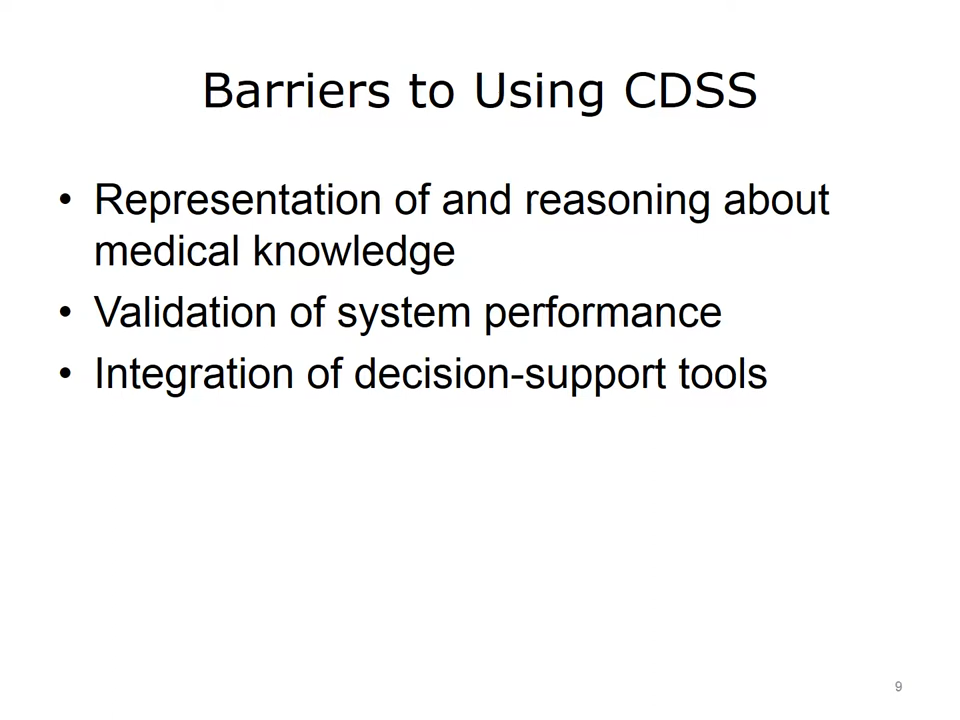 Barriers to Using CDSS
• Representation of and reasoning about
medical knowledge
• Validation of system performance
• Integration of decision-support tools
9